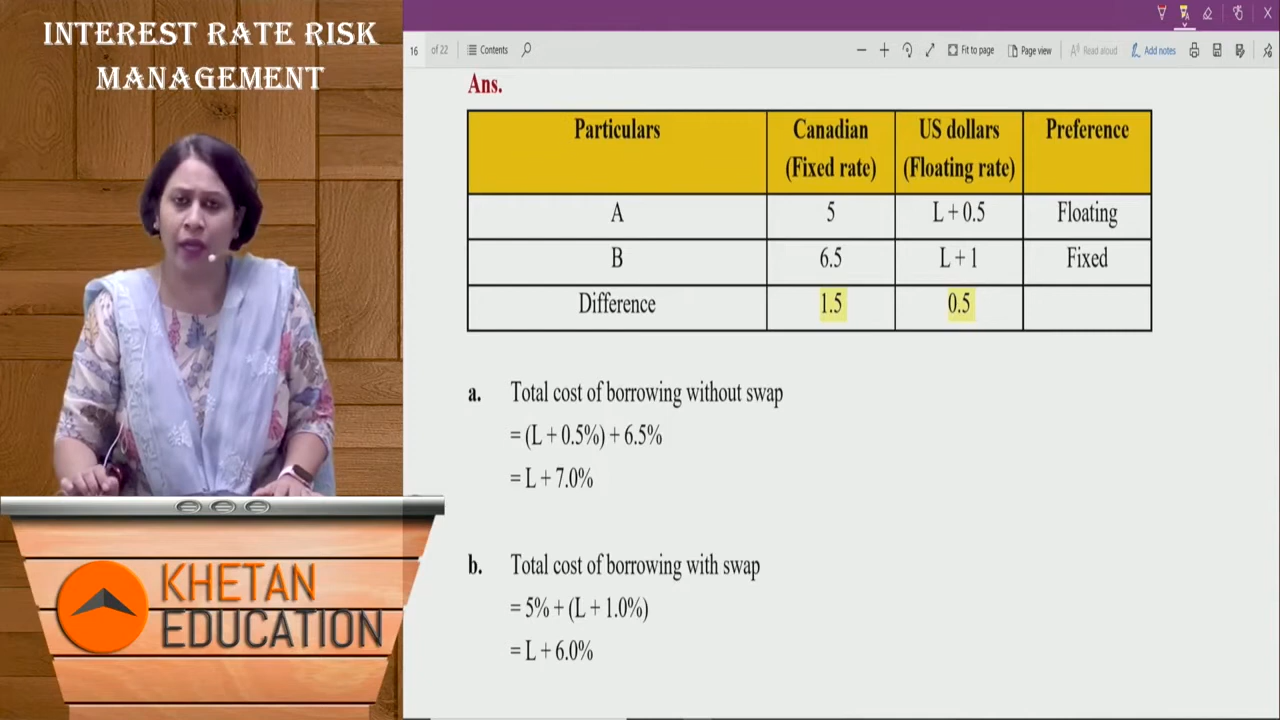 INTEREST RATE RISK
MANAGEMENT
16 of 22 Contents Fit to page Page view Read aloud Add notes
Ans.
Particulars Canadian (Fixed rate) US dollars (Floating rate) Preference
A 5 L + 0.5 Floating
B 6.5 L + 1 Fixed
Difference 1.5 0.5
a. Total cost of borrowing without swap
= (L + 0.5%) + 6.5%
= L + 7.0%
b. Total cost of borrowing with swap
= 5% + (L + 1.0%)
= L + 6.0%
KHETAN
EDUCATION